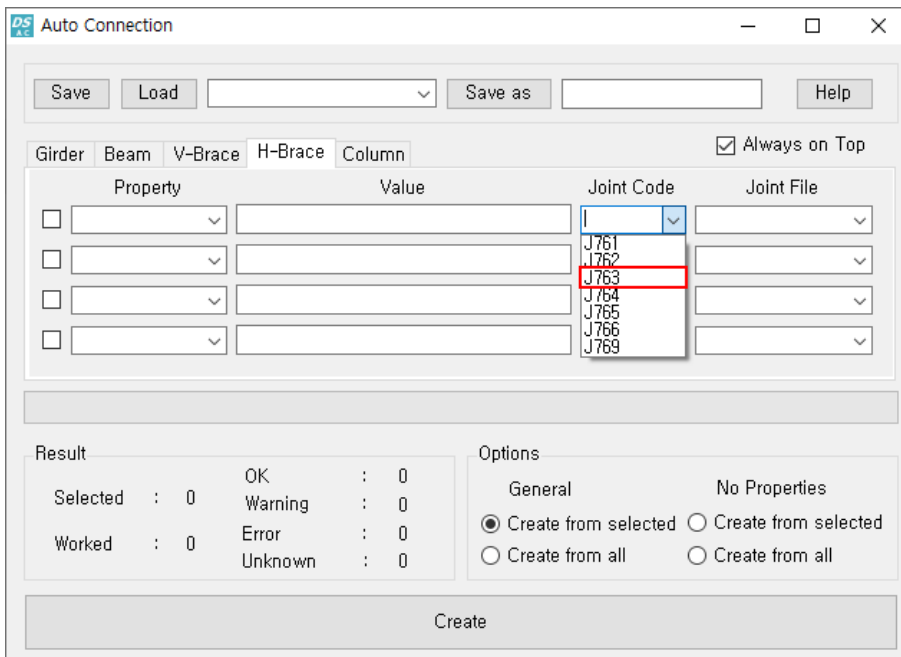 DS AC Auto Connection
Save Load Save as Help
Girder Beam V-Brace H-Brace Column Always on Top
Property Value Joint Code Joint File
J761
J762
J763
J764
J765
J766
J769
Result
Selected : 0
Worked : 0
OK : 0
Warning : 0
Error : 0
Unknown : 0
Options
General No Properties
Create from selected Create from selected
Create from all Create from all
Create